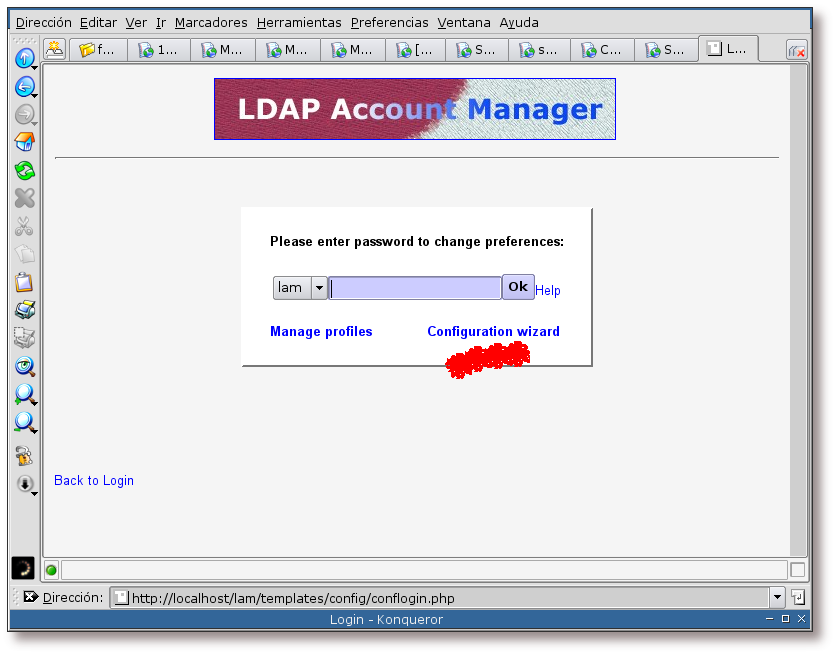 Dirección Editar Ver Ir Marcadores Herramientas Preferencias Ventana Ayuda
f... 1... M... M... M... [... S... s... C... S... L...
LDAP Account Manager
Please enter password to change preferences:
lam Ok Help
Manage profiles Configuration wizard
Back to Login
Dirección: http://localhost/lam/templates/config/conflogin.php
Login - Konqueror